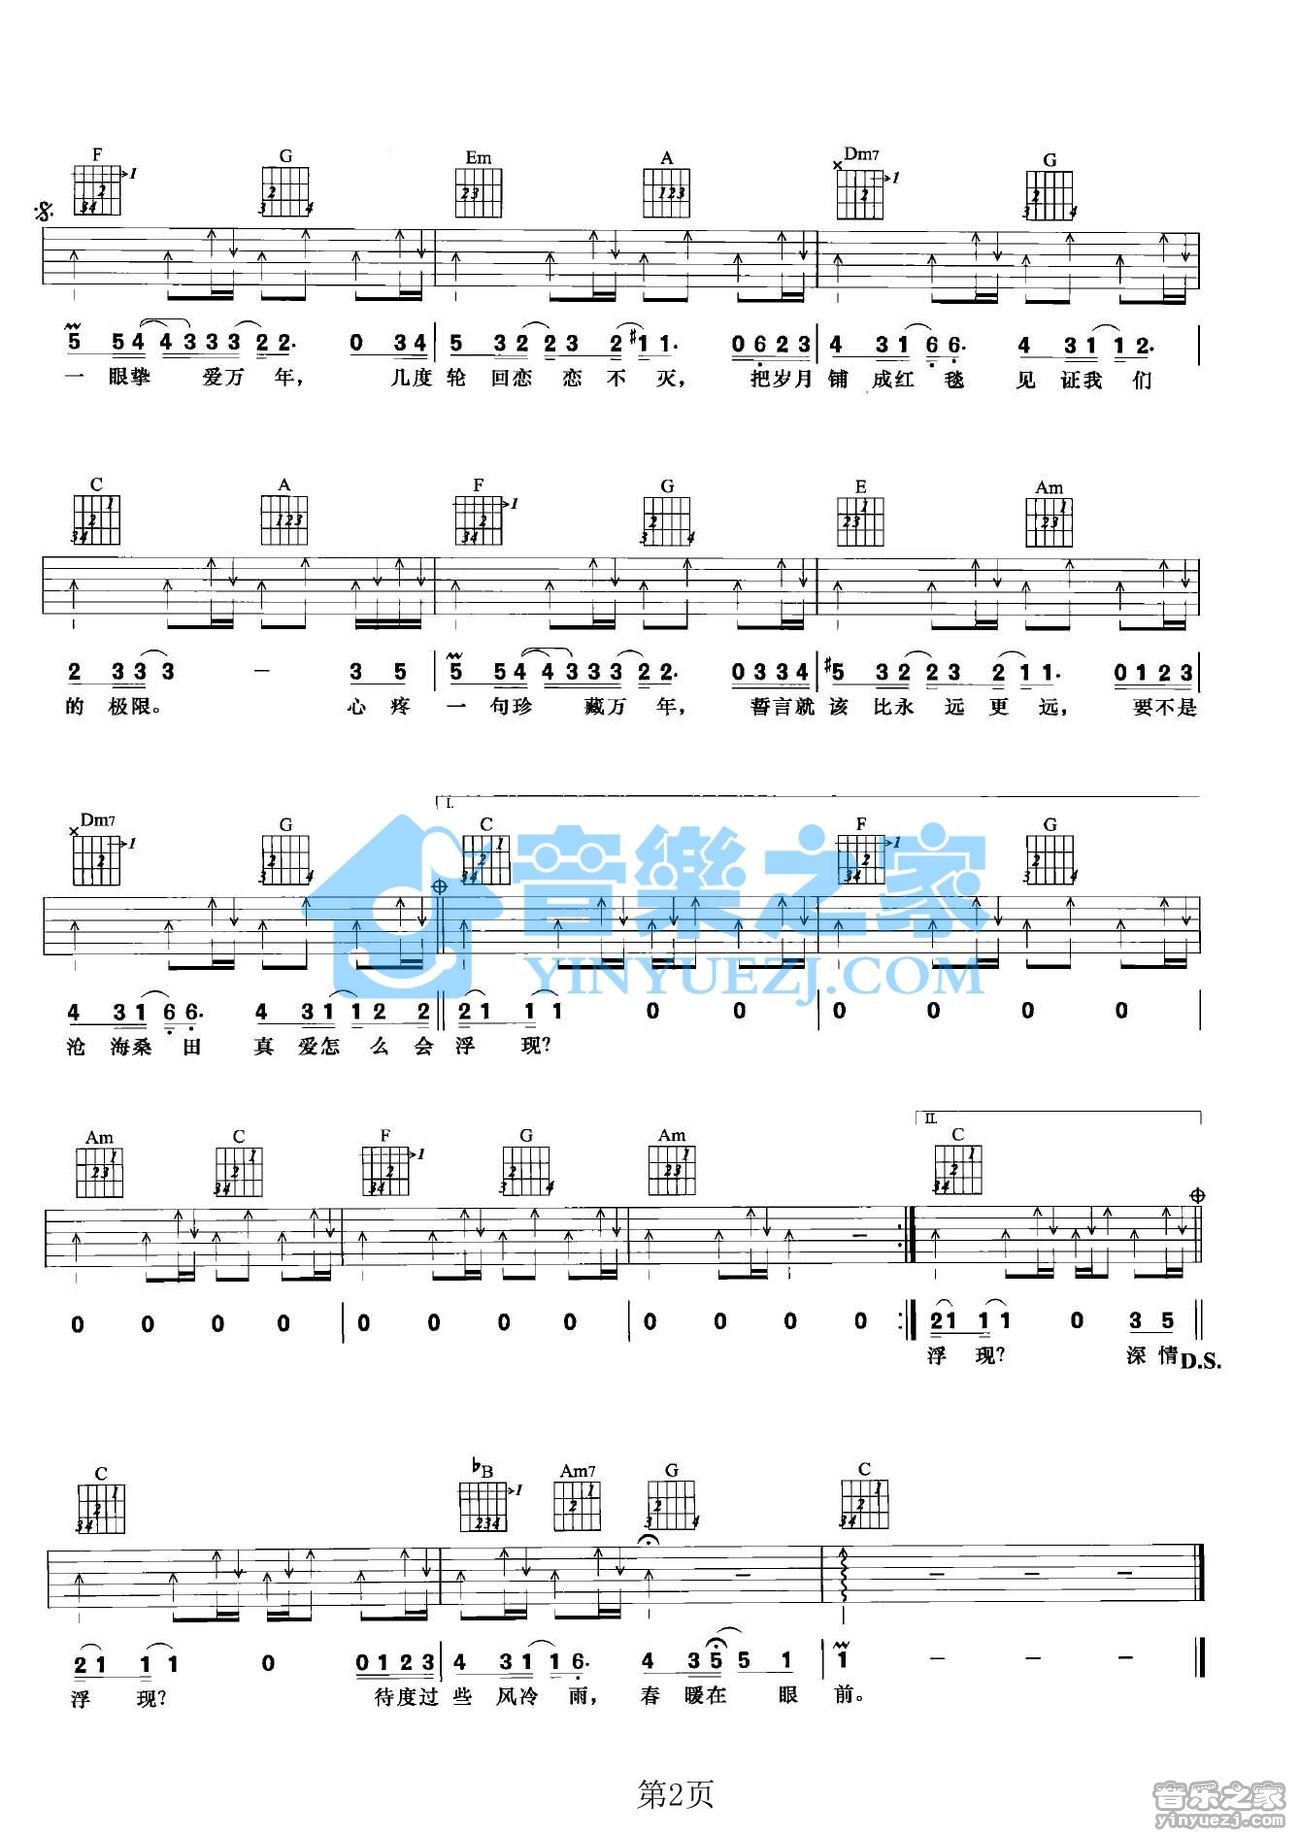 F G Em A Dm7 G
5 54 4 3 3 3 2 2. 0 34 5 3 2 2 3 2 #1 1. 0 6 2 3 4 3 1 6 6. 4 3 1 1 2.
一 眼挚 爱万 年， 几度轮 回恋 恋 不 灭， 把岁月 铺 成红 毯 见 证我 们
C A F G E Am
2 3 3 3 – 3 5 5 5 4 4 3 3 3 2 2. 0 3 3 4 #5 3 2 2 3 2 1 1. 0 1 2 3
的 极限。 心 疼 一 句珍 藏万 年， 誓言就 该 比永 远 更 远， 要不是
I.
Dm7 G C F G
4 3 1 6 6. 4 3 1 1 2 2 2 1 1 1 0 0 0 0 0 0
沧 海桑 田 真 爱怎 么 会 浮 现？
音樂之家
YINYUEZJ.COM
II.
Am C F G Am C
0 0 0 0 0 0 0 0 0 0 0 0 21 1 1 0 3 5
浮 现？ 深 情 D.S.
C ♭B Am7 G C
2 1 1 1 0 0 1 2 3 4 3 1 1 6. 4 3 5 5 1 1 – – –
浮 现？ 待度过 些 风冷 雨， 春 暖在 眼 前。
第2页
音乐之家
yinyuezj.com